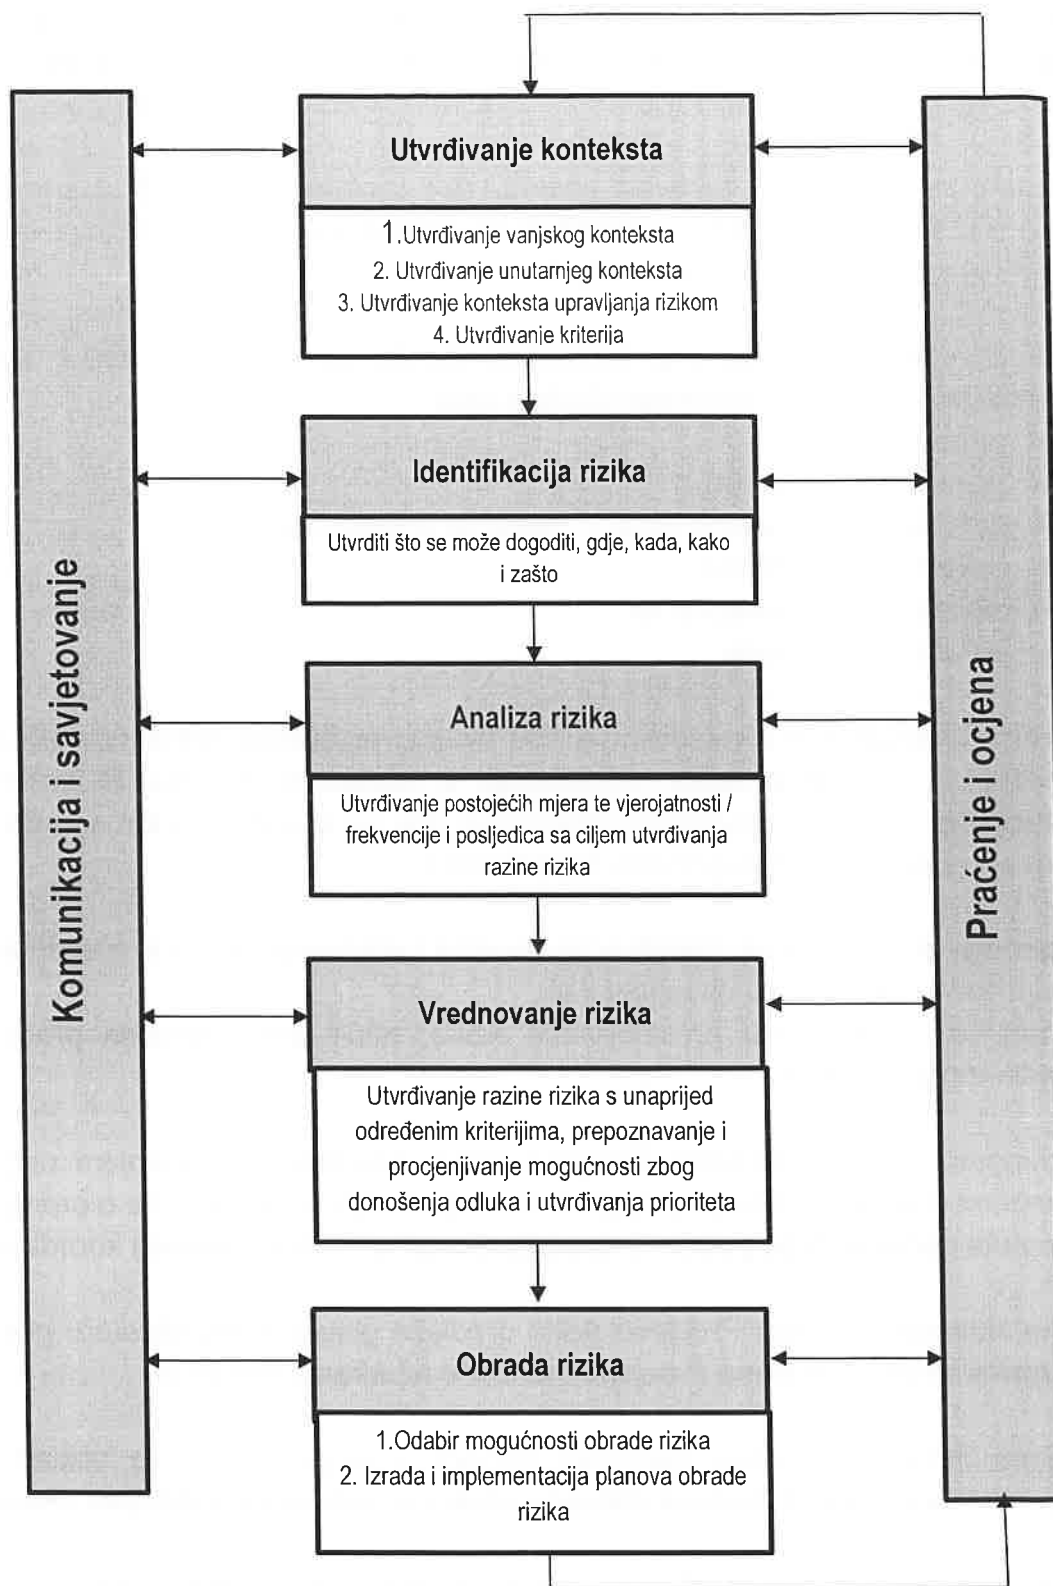 Komunikacija i savjetovanje
Utvrđivanje konteksta
1.Utvrđivanje vanjskog konteksta
2. Utvrđivanje unutarnjeg konteksta
3. Utvrđivanje konteksta upravljanja rizikom
4. Utvrđivanje kriterija
Identifikacija rizika
Utvrditi što se može dogoditi, gdje, kada, kako
i zašto
Analiza rizika
Utvrđivanje postojećih mjera te vjerojatnosti /
frekvencije i posljedica sa ciljem utvrđivanja
razine rizika
Vrednovanje rizika
Utvrđivanje razine rizika s unaprijed
određenim kriterijima, prepoznavanje i
procjenjivanje mogućnosti zbog
donošenja odluka i utvrđivanja prioriteta
Obrada rizika
1.Odabir mogućnosti obrade rizika
2. Izrada i implementacija planova obrade
rizika
Praćenje i ocjena